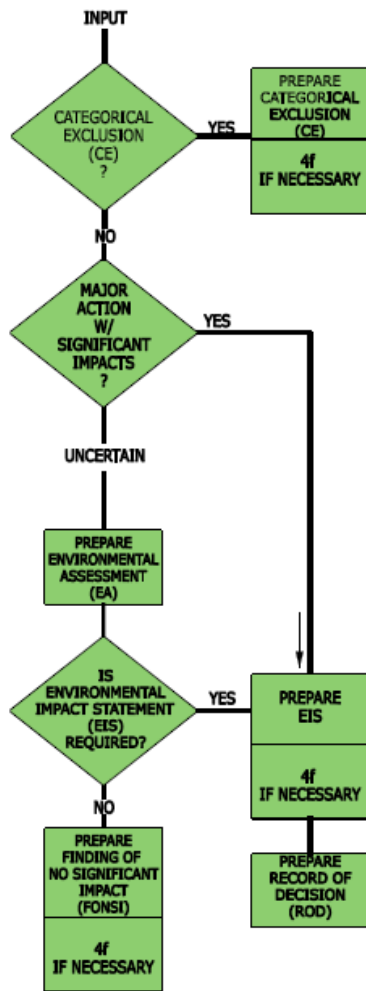 INPUT
CATEGORICAL
EXCLUSION
(CE)
?
YES
PREPARE
CATEGORICAL
EXCLUSION
(CE)
4f
IF NECESSARY
NO
MAJOR
ACTION
W/
SIGNIFICANT
IMPACTS
?
YES
UNCERTAIN
PREPARE
ENVIRONMENTAL
ASSESSMENT
(EA)
IS
ENVIRONMENTAL
IMPACT STATEMENT
(EIS)
REQUIRED?
YES
PREPARE
EIS
4f
IF NECESSARY
NO
PREPARE
FINDING OF
NO SIGNIFICANT
IMPACT
(FONSI)
4f
IF NECESSARY
PREPARE
RECORD OF
DECISION
(ROD)